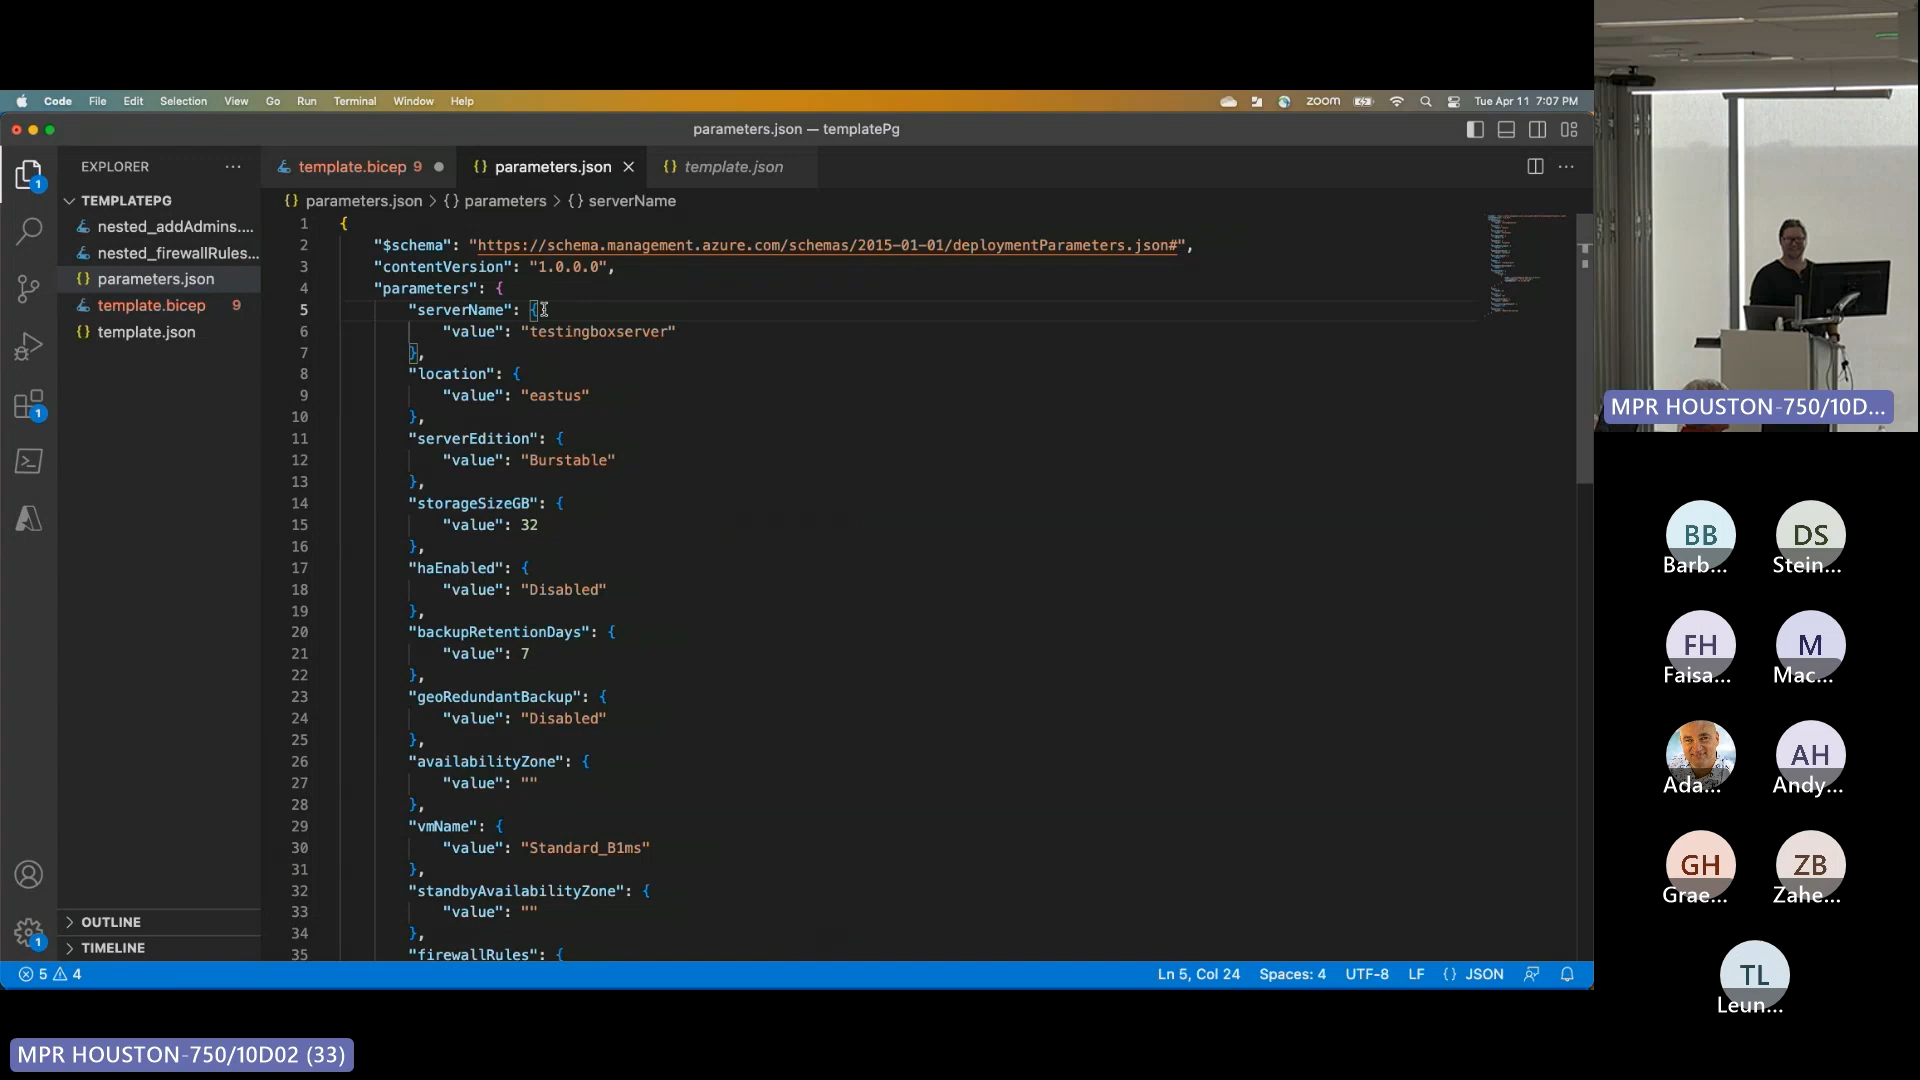 Code File Edit Selection View Go Run Terminal Window Help
zoom Tue Apr 11 7:07 PM
parameters.json — templatePg
EXPLORER
template.bicep 9
{} parameters.json
{} template.json
{} parameters.json > {} parameters > {} serverName
TEMPLATEPG
nested_addAdmins....
nested_firewallRules...
{} parameters.json
template.bicep 9
{} template.json
OUTLINE
TIMELINE
1
1
1
1 {
2 "$schema": "https://schema.management.azure.com/schemas/2015-01-01/deploymentParameters.json#",
3 "contentVersion": "1.0.0.0",
4 "parameters": {
5 "serverName": {
6 "value": "testingboxserver"
7 },
8 "location": {
9 "value": "eastus"
10 },
11 "serverEdition": {
12 "value": "Burstable"
13 },
14 "storageSizeGB": {
15 "value": 32
16 },
17 "haEnabled": {
18 "value": "Disabled"
19 },
20 "backupRetentionDays": {
21 "value": 7
22 },
23 "geoRedundantBackup": {
24 "value": "Disabled"
25 },
26 "availabilityZone": {
27 "value": ""
28 },
29 "vmName": {
30 "value": "Standard_B1ms"
31 },
32 "standbyAvailabilityZone": {
33 "value": ""
34 },
35 "firewallRules": {
5 4
Ln 5, Col 24 Spaces: 4 UTF-8 LF {} JSON
MPR HOUSTON-750/10D...
BB
Barb...
DS
Stein...
FH
Faisa...
M
Mac...
Ada...
AH
Andy...
GH
Grae...
ZB
Zahe...
TL
Leun...
MPR HOUSTON-750/10D02 (33)